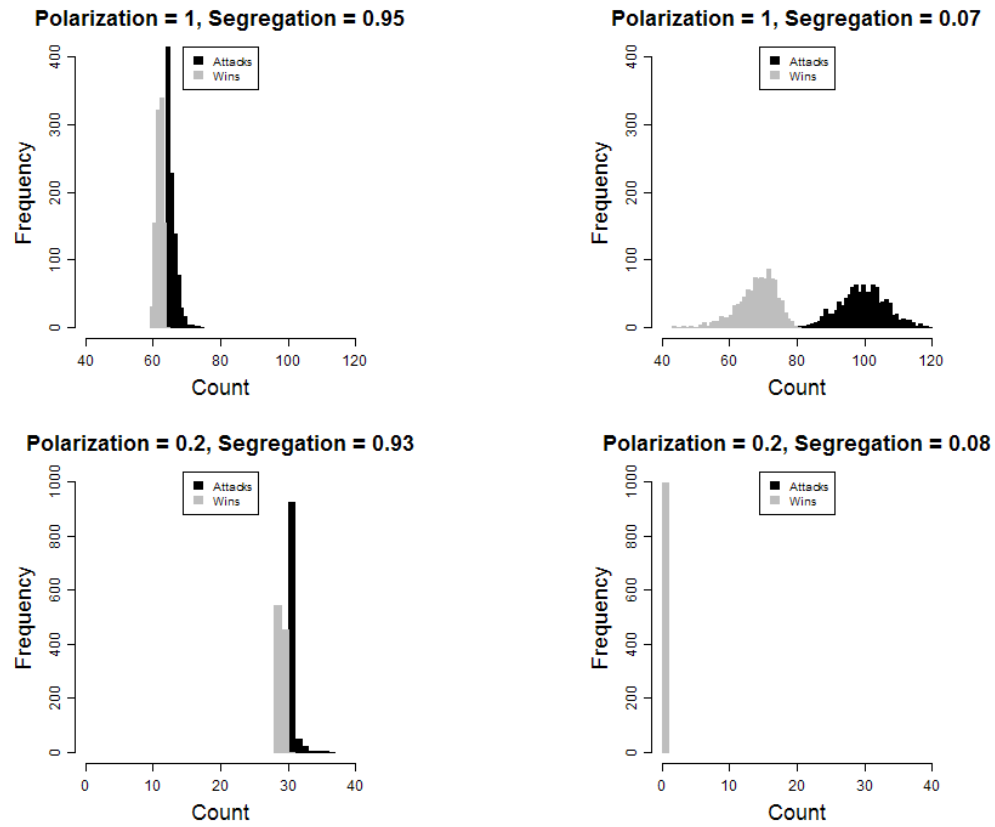 Polarization = 1, Segregation = 0.95
Attacks
Wins
400
300
200
100
0
Frequency
40 60 80 100 120
Count
Polarization = 1, Segregation = 0.07
Attacks
Wins
400
300
200
100
0
Frequency
40 60 80 100 120
Count
Polarization = 0.2, Segregation = 0.93
Attacks
Wins
1000
800
600
400
200
0
Frequency
0 10 20 30 40
Count
Polarization = 0.2, Segregation = 0.08
Attacks
Wins
1000
800
600
400
200
0
Frequency
0 10 20 30 40
Count